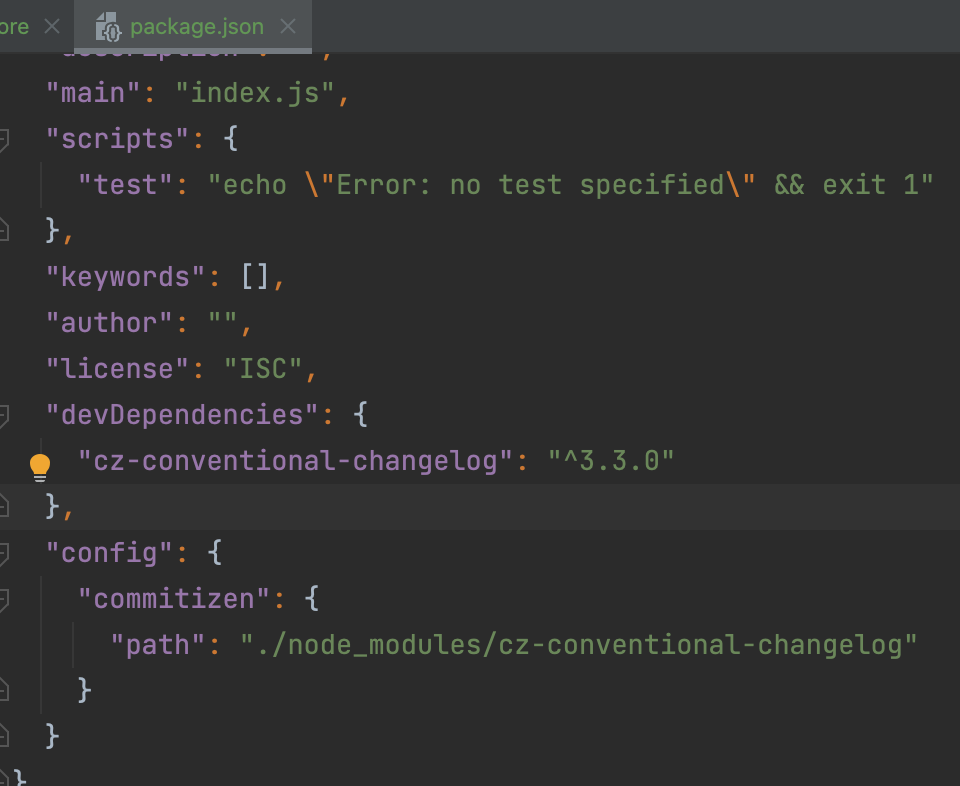 ore
package.json
"main": "index.js",
"scripts": {
"test": "echo \"Error: no test specified\" && exit 1"
},
"keywords": [],
"author": "",
"license": "ISC",
"devDependencies": {
"cz-conventional-changelog": "^3.3.0"
},
"config": {
"commitizen": {
"path": "./node_modules/cz-conventional-changelog"
}
}
}